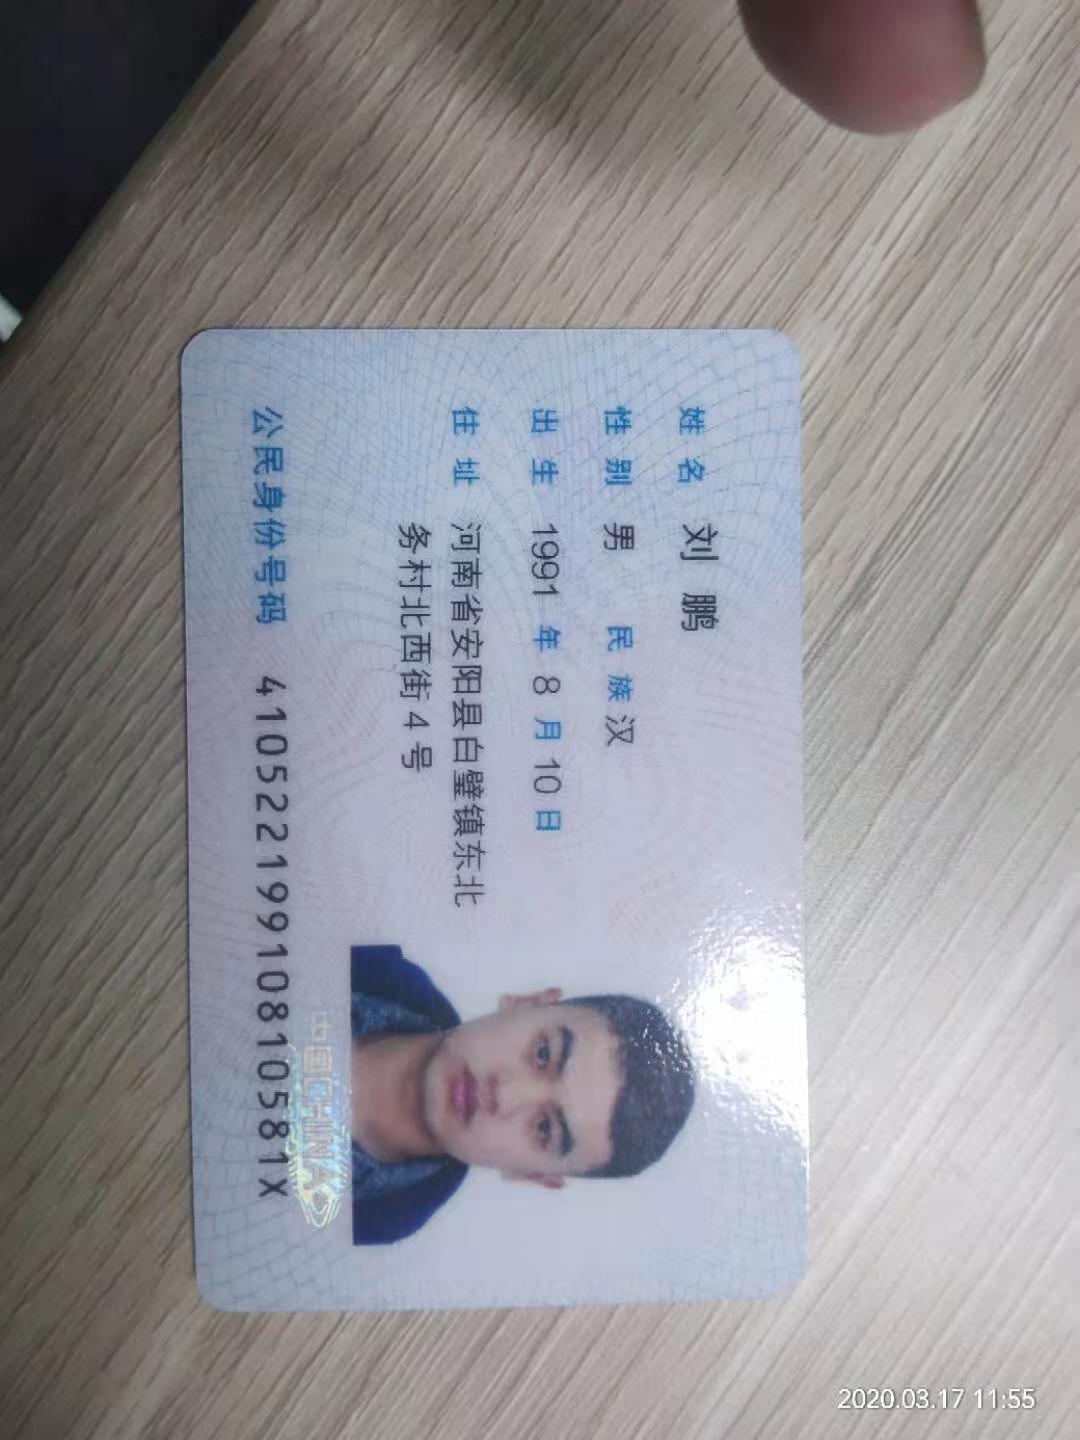 姓名 刘鹏
性别 男 民族 汉
出生 1991 年 8 月 10 日
住址 河南省安阳县白璧镇东北
务村北西街4号
公民身份号码 41052219910810581X
中国CHINA
2020.03.17 11:55